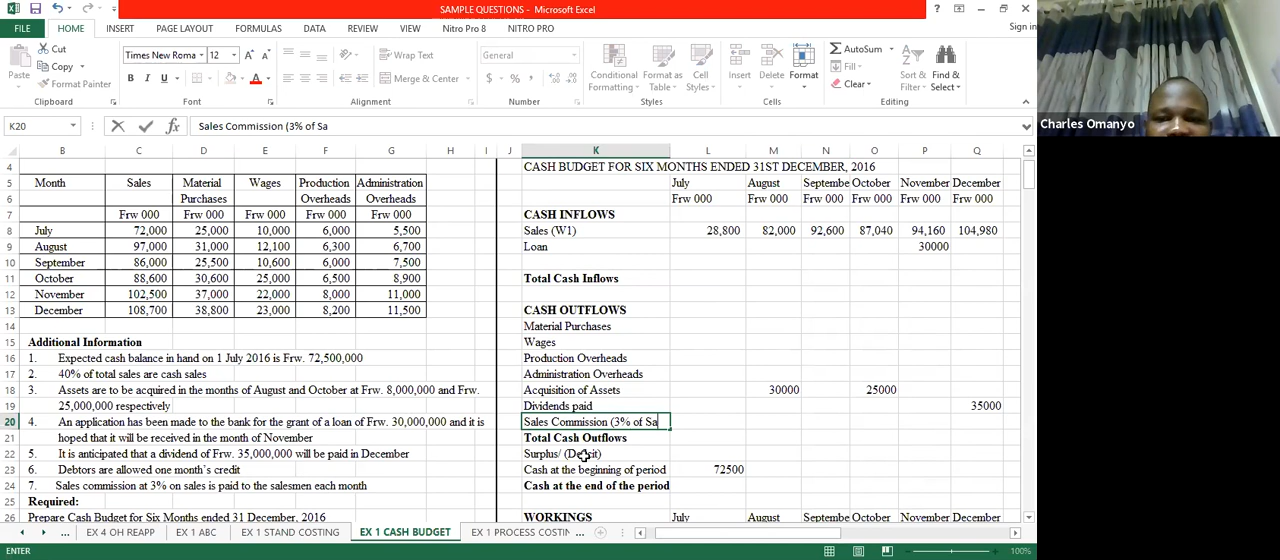 SAMPLE QUESTIONS - Microsoft Excel
Sign in
FILE HOME INSERT PAGE LAYOUT FORMULAS DATA REVIEW VIEW Nitro Pro 8 NITRO PRO
Paste Cut Copy Format Painter Clipboard
Times New Roma 12 B I U Font
Wrap Text Merge & Center Alignment
General Number
Conditional Formatting Format as Table Cell Styles Styles
Insert Delete Format Cells
AutoSum Fill Clear Sort & Filter Find & Select Editing
Charles Omanyo
K20 Sales Commission (3% of Sa
B C D E F G H I J K L M N O P Q
4 CASH BUDGET FOR SIX MONTHS ENDED 31ST DECEMBER, 2016
5 Month Sales Material Wages Production Administration July August Septembe October November December
6 Purchases Overheads Overheads Frw 000 Frw 000 Frw 000 Frw 000 Frw 000 Frw 000
7 Frw 000 Frw 000 Frw 000 Frw 000 Frw 000 CASH INFLOWS
8 July 72,000 25,000 10,000 6,000 5,500 Sales (W1) 28,800 82,000 92,600 87,040 94,160 104,980
9 August 97,000 31,000 12,100 6,300 6,700 Loan 30000
10 September 86,000 25,500 10,600 6,000 7,500
11 October 88,600 30,600 25,000 6,500 8,900 Total Cash Inflows
12 November 102,500 37,000 22,000 8,000 11,000
13 December 108,700 38,800 23,000 8,200 11,500 CASH OUTFLOWS
14 Material Purchases
15 Additional Information Wages
16 1. Expected cash balance in hand on 1 July 2016 is Frw. 72,500,000 Production Overheads
17 2. 40% of total sales are cash sales Administration Overheads
18 3. Assets are to be acquired in the months of August and October at Frw. 8,000,000 and Frw. Acquisition of Assets 30000 25000
19 25,000,000 respectively Dividends paid 35000
20 4. An application has been made to the bank for the grant of a loan of Frw. 30,000,000 and it is Sales Commission (3% of Sa
21 hoped that it will be received in the month of November Total Cash Outflows
22 5. It is anticipated that a dividend of Frw. 35,000,000 will be paid in December Surplus/ (Deficit)
23 6. Debtors are allowed one month's credit Cash at the beginning of period 72500
24 7. Sales commission at 3% on sales is paid to the salesmen each month Cash at the end of the period
25 Required:
26 Prepare Cash Budget for Six Months ended 31 December, 2016 WORKINGS July August Septembe October November December
... EX 4 OH REAPP EX 1 ABC EX 1 STAND COSTING EX 1 CASH BUDGET EX 1 PROCESS COSTIN ...
ENTER 100%